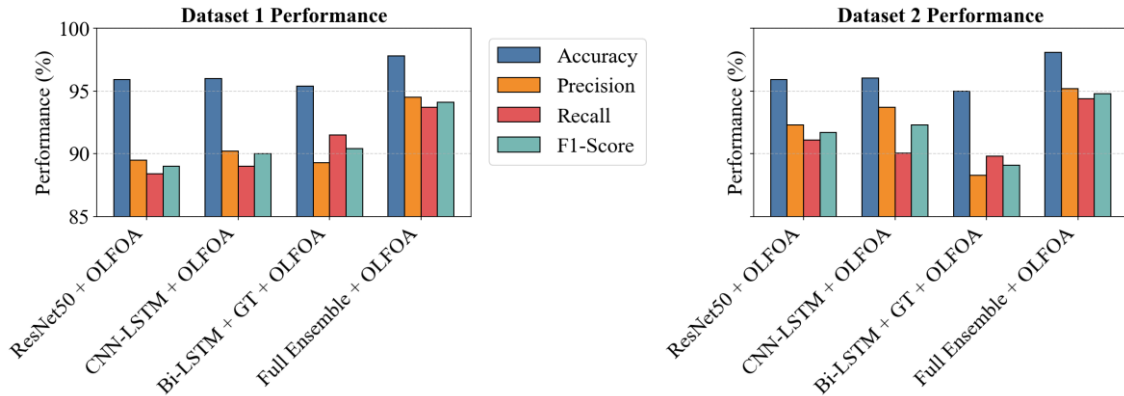 Dataset 1 Performance
Performance (%)
100
95
90
85
ResNet50 + OLFOA
CNN-LSTM + OLFOA
Bi-LSTM + GT + OLFOA
Full Ensemble + OLFOA
Accuracy
Precision
Recall
F1-Score
Dataset 2 Performance
Performance (%)
ResNet50 + OLFOA
CNN-LSTM + OLFOA
Bi-LSTM + GT + OLFOA
Full Ensemble + OLFOA